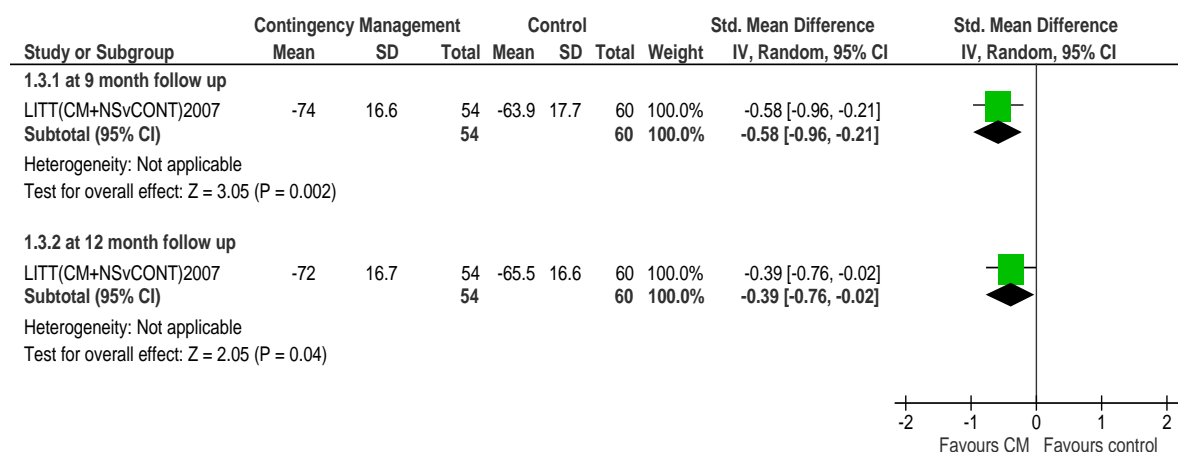 Contingency Management Control Std. Mean Difference Std. Mean Difference
Study or Subgroup Mean SD Total Mean SD Total Weight IV, Random, 95% CI IV, Random, 95% CI
1.3.1 at 9 month follow up
LITT(CM+NSvCONT)2007 -74 16.6 54 -63.9 17.7 60 100.0% -0.58 [-0.96, -0.21]
Subtotal (95% CI) 54 60 100.0% -0.58 [-0.96, -0.21]
Heterogeneity: Not applicable
Test for overall effect: Z = 3.05 (P = 0.002)
1.3.2 at 12 month follow up
LITT(CM+NSvCONT)2007 -72 16.7 54 -65.5 16.6 60 100.0% -0.39 [-0.76, -0.02]
Subtotal (95% CI) 54 60 100.0% -0.39 [-0.76, -0.02]
Heterogeneity: Not applicable
Test for overall effect: Z = 2.05 (P = 0.04)
-2 -1 0 1 2
Favours CM Favours control